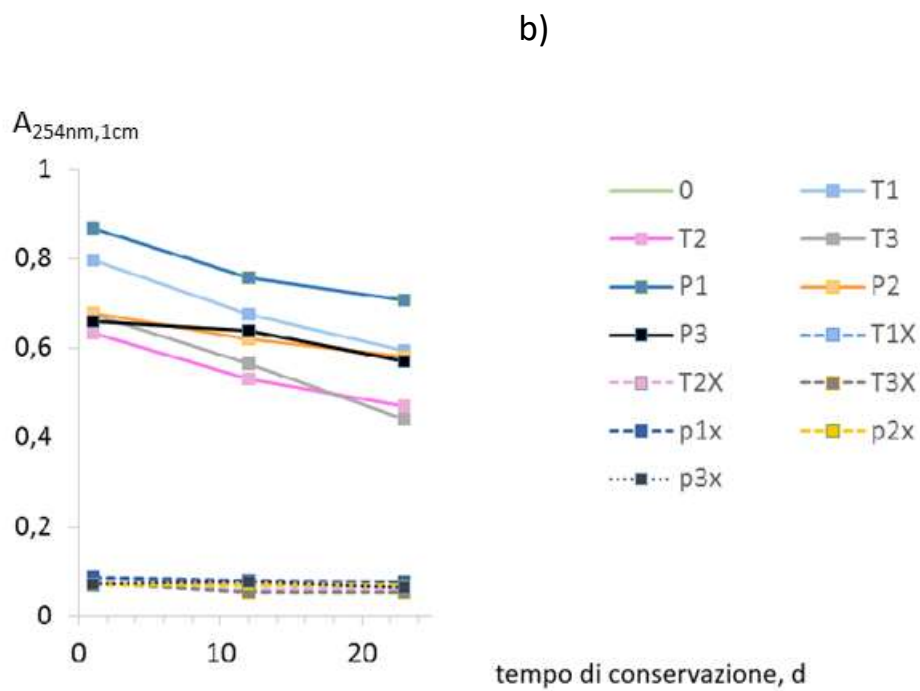 b)
A254nm,1cm
1
0,8
0,6
0,4
0,2
0
0 10 20
tempo di conservazione, d
0 T1
T2 T3
P1 P2
P3 T1X
T2X T3X
p1x p2x
p3x